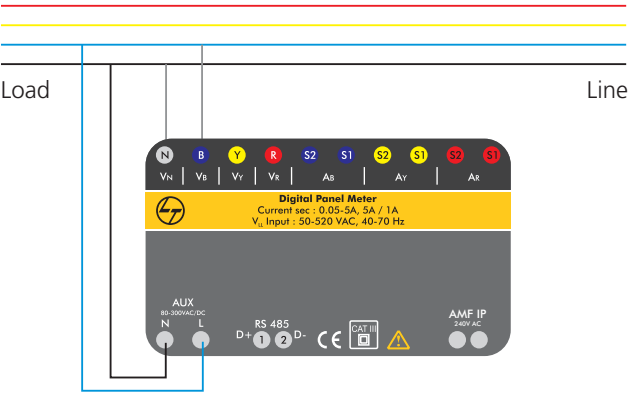 Load Line
N B Y R S2 S1 S2 S1 S2 S1
VN VB VY VR AB AY AR
Digital Panel Meter
Current sec : 0.05-5A, 5A / 1A
VLL Input : 50-520 VAC, 40-70 Hz
AUX
80-300VAC/DC
N L
RS 485
D+ 1 2 D-
CE
CAT III
AMF IP
240V AC